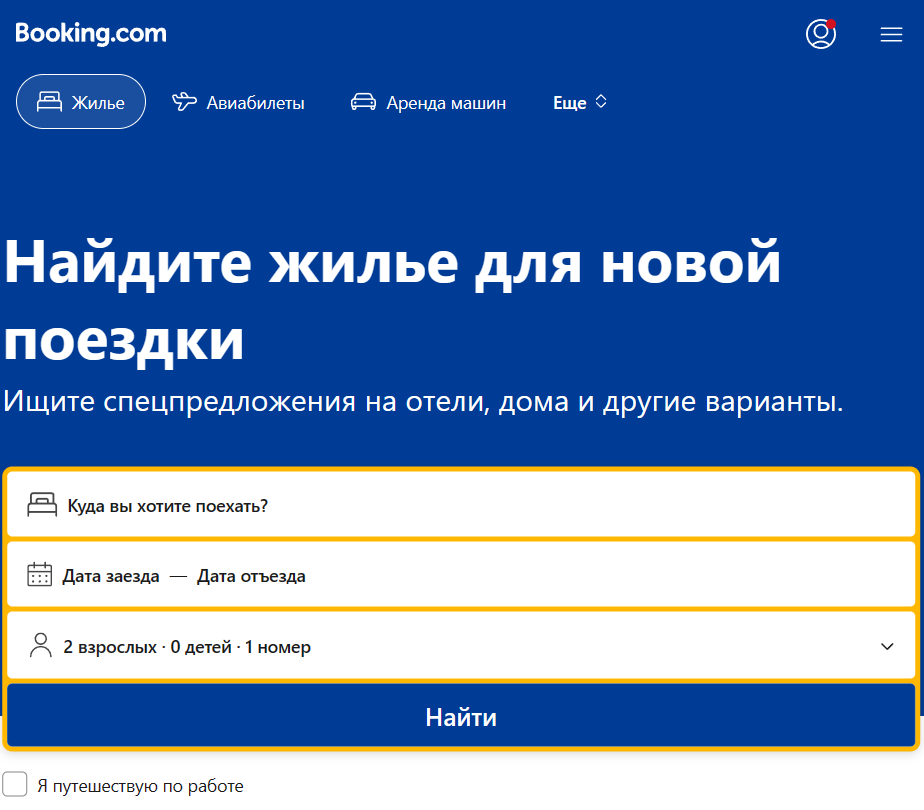 Booking.com
Жилье
Авиабилеты
Аренда машин
Еще
Найдите жилье для новой
поездки
Ищите спецпредложения на отели, дома и другие варианты.
Куда вы хотите поехать?
Дата заезда — Дата отъезда
2 взрослых · 0 детей · 1 номер
Найти
Я путешествую по работе